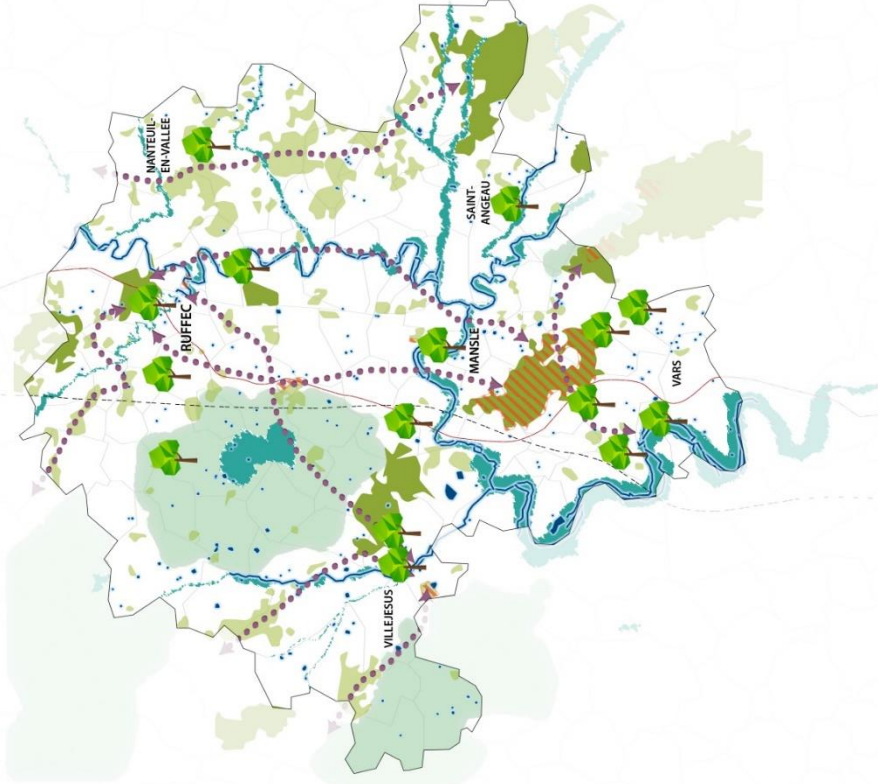 NANTEUIL-
EN-VALLEE
RUFFEC
SAINT-
ANGEAU
MANSLE
VARS
VILLEJESUS